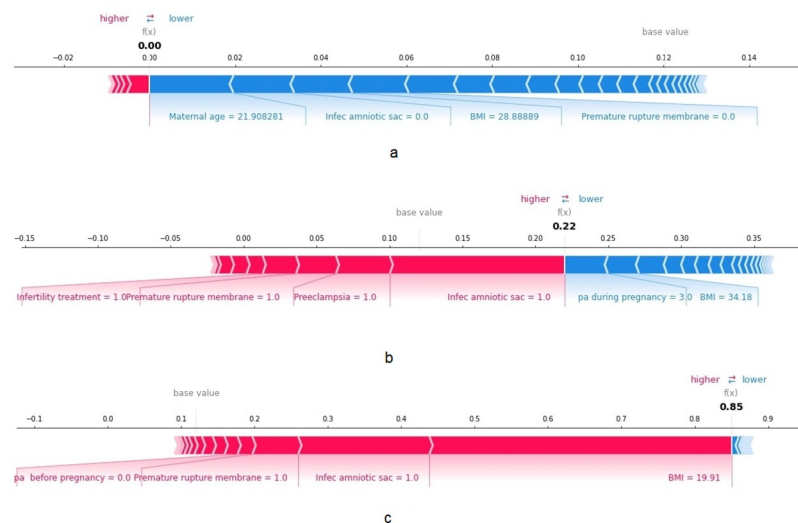 higher ⇄ lower
f(x) base value
0.00
−0.02 0.00 0.02 0.04 0.06 0.08 0.10 0.12 0.14
Maternal age = 21.908281 Infec amniotic sac = 0.0 BMI = 28.88889 Premature rupture membrane = 0.0
a
higher ⇄ lower
base value f(x)
0.22
−0.15 −0.10 −0.05 0.00 0.05 0.10 0.15 0.20 0.25 0.30 0.35
Infertility treatment = 1.0 Premature rupture membrane = 1.0 Preeclampsia = 1.0 Infec amniotic sac = 1.0 pa during pregnancy = 3.0 BMI = 34.18
b
higher ⇄ lower
base value f(x)
0.85
−0.1 0.0 0.1 0.2 0.3 0.4 0.5 0.6 0.7 0.8 0.9
pa before pregnancy = 0.0 Premature rupture membrane = 1.0 Infec amniotic sac = 1.0 BMI = 19.91
c